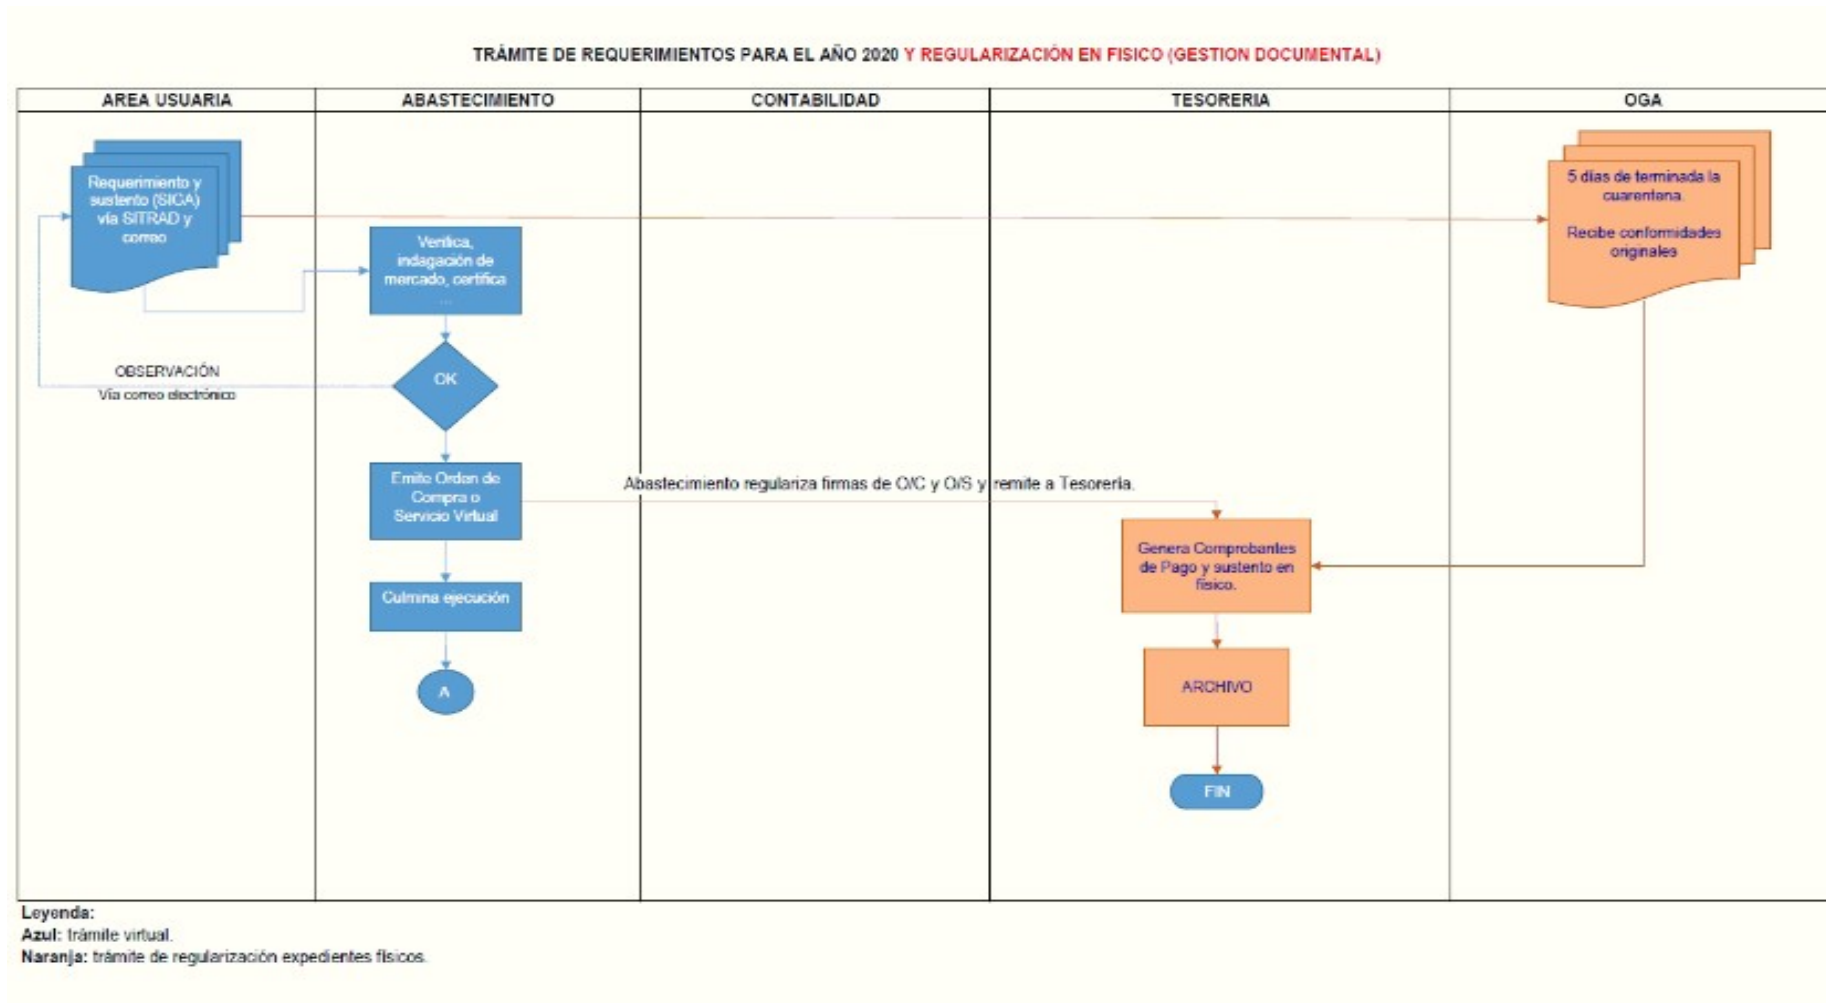 TRÁMITE DE REQUERIMIENTOS PARA EL AÑO 2020 Y REGULARIZACIÓN EN FISICO (GESTION DOCUMENTAL)
AREA USUARIA
ABASTECIMIENTO
CONTABILIDAD
TESORERIA
OGA
Requerimiento y
sustento (SIGA)
vía SITRAD y
correo
5 días de terminada la
cuarentena.
Recibe conformidades
originales
Verifica,
indagación de
mercado, certifica
...
OBSERVACIÓN
Vía correo electrónico
OK
Emite Orden de
Compra o
Servicio Virtual
Abastecimiento regulariza firmas de O/C y O/S y remite a Tesorería.
Genera Comprobantes
de Pago y sustento en
físico.
Culmina ejecución
A
ARCHIVO
FIN
Leyenda:
Azul: trámite virtual.
Naranja: trámite de regularización expedientes físicos.